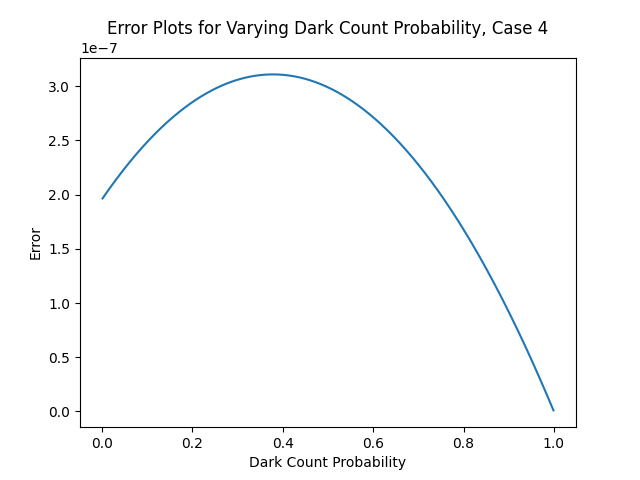 Error Plots for Varying Dark Count Probability, Case 4
1e−7
3.0
2.5
2.0
1.5
1.0
0.5
0.0
Error
0.0 0.2 0.4 0.6 0.8 1.0
Dark Count Probability